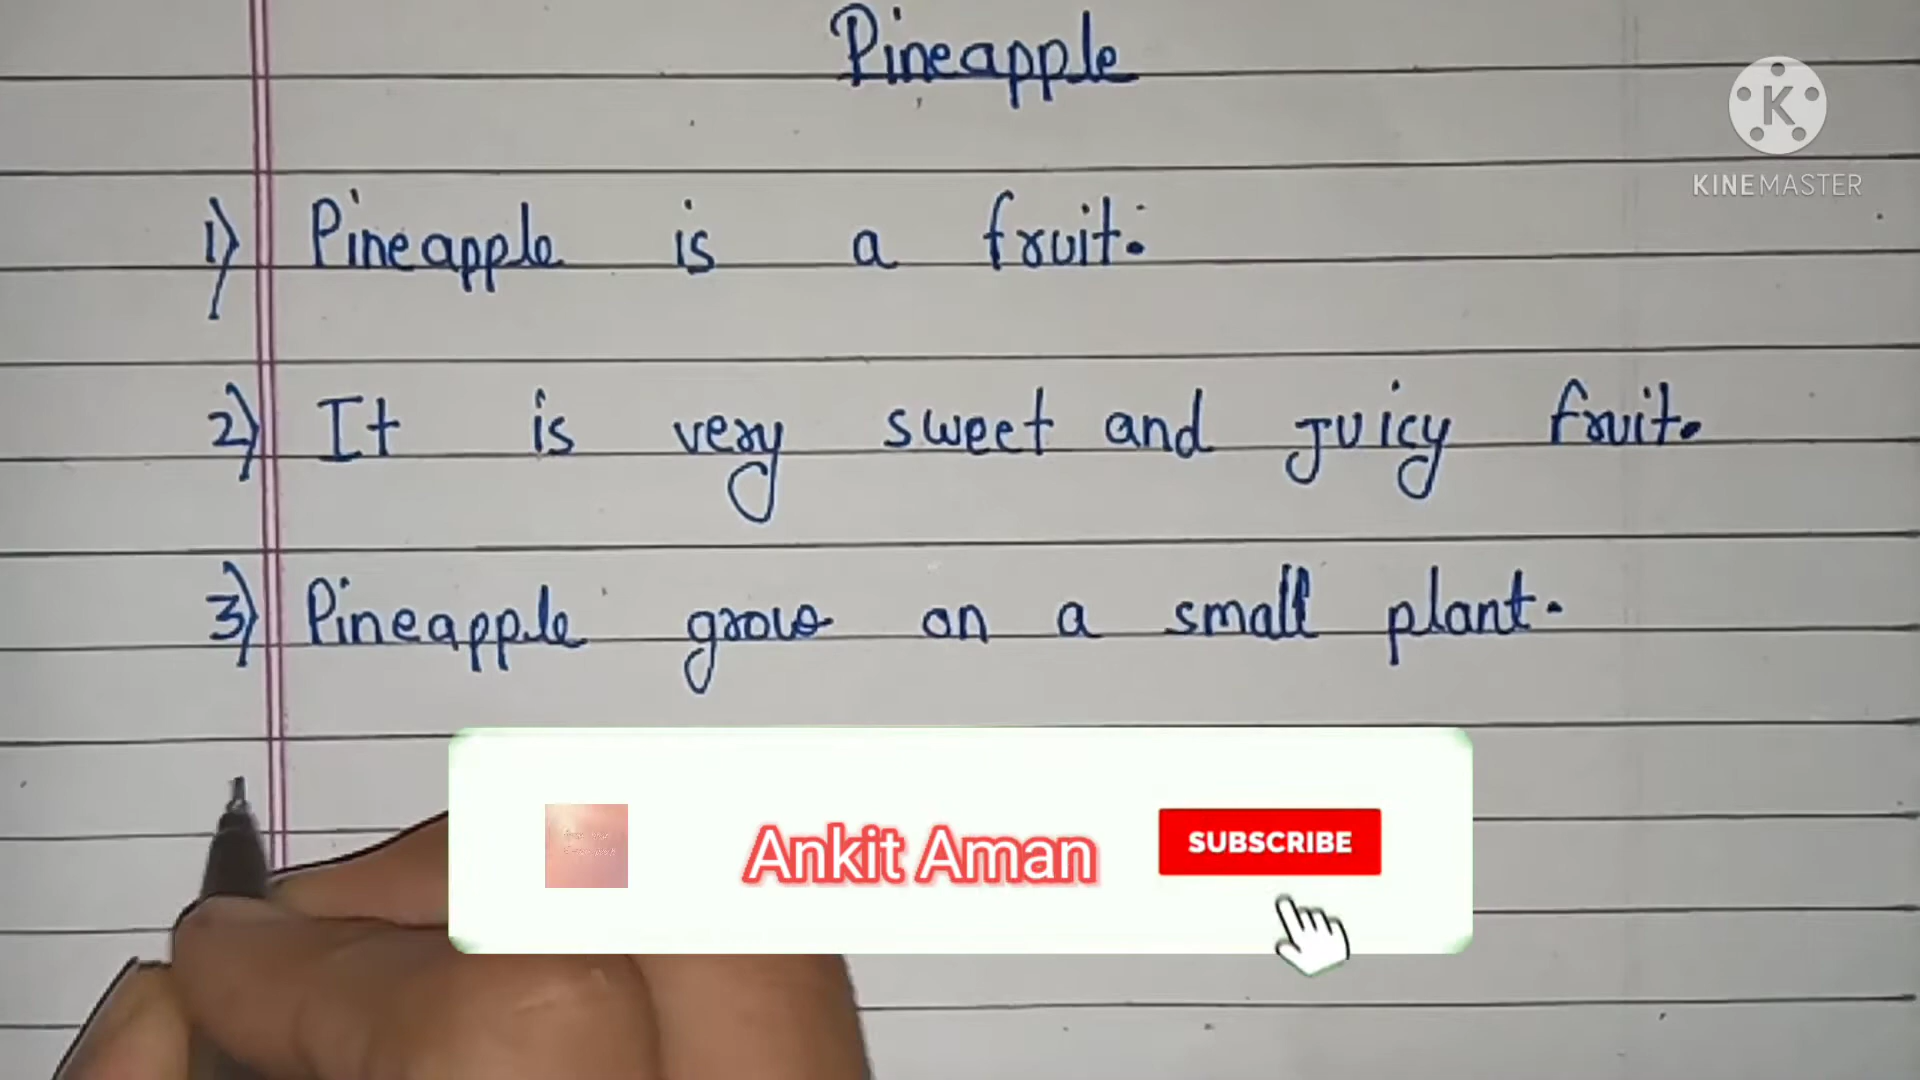 Pineapple
KINEMASTER
1) Pineapple is a fruit.
2) It is very sweet and juicy fruit.
3) Pineapple grow on a small plant.
Ankit Aman
SUBSCRIBE